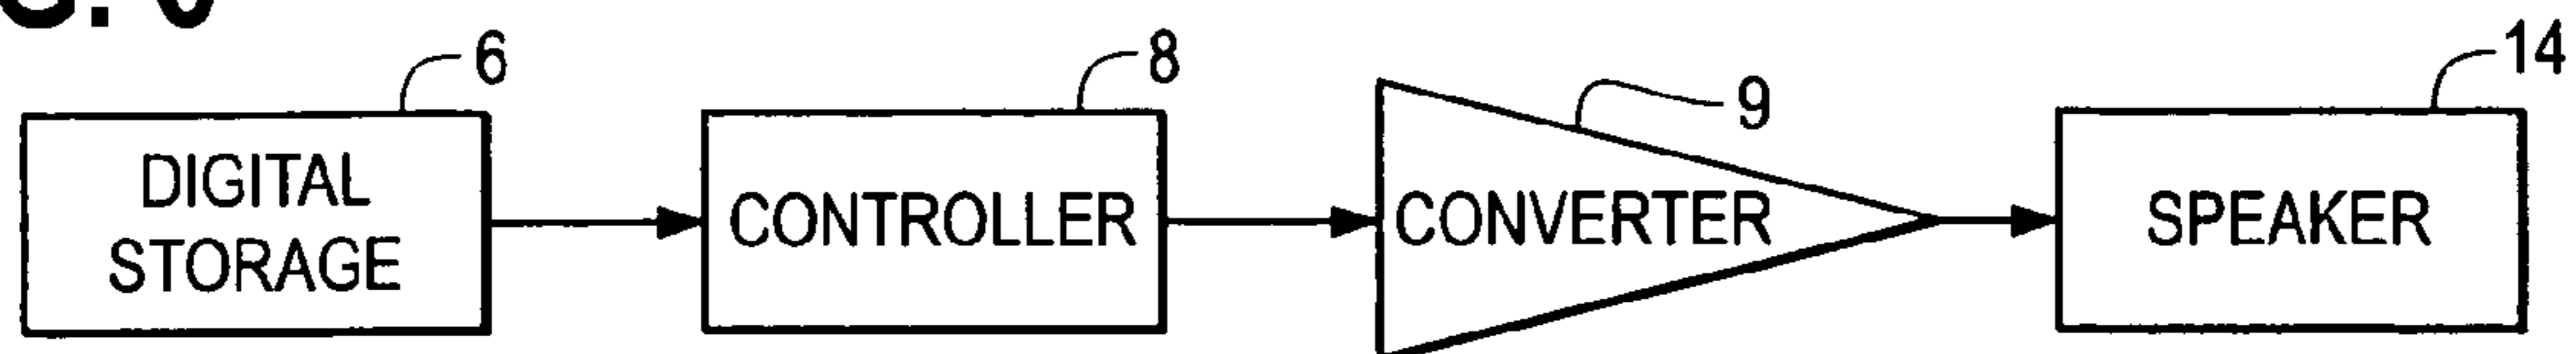 6
8
9
14
DIGITAL
STORAGE
CONTROLLER
CONVERTER
SPEAKER